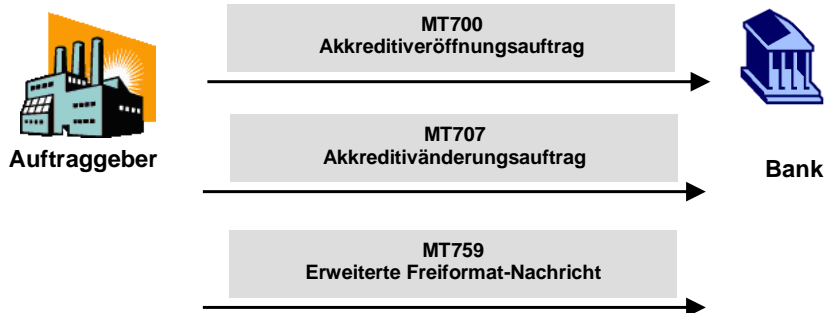 MT700
Akkreditiveröffnungsauftrag
MT707
Akkreditivänderungsauftrag
Auftraggeber
Bank
MT759
Erweiterte Freiformat-Nachricht